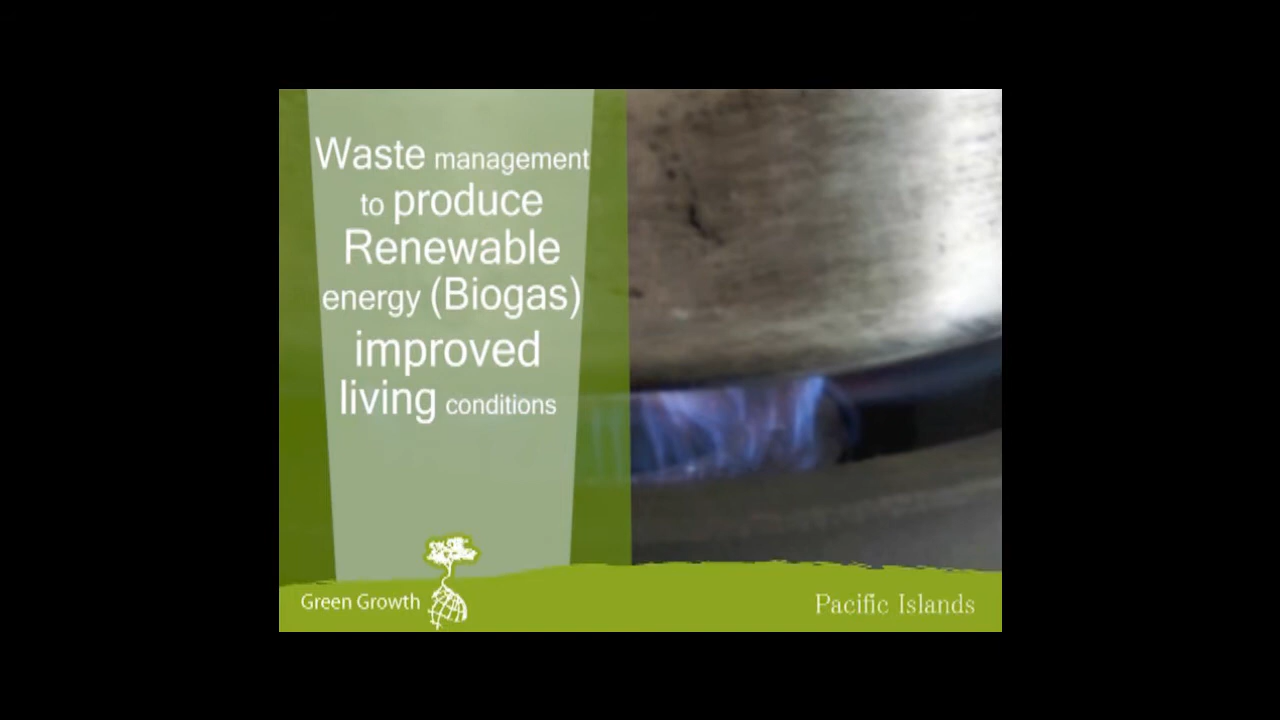 Waste management
to produce
Renewable
energy (Biogas)
improved
living conditions
Green Growth
Pacific Islands